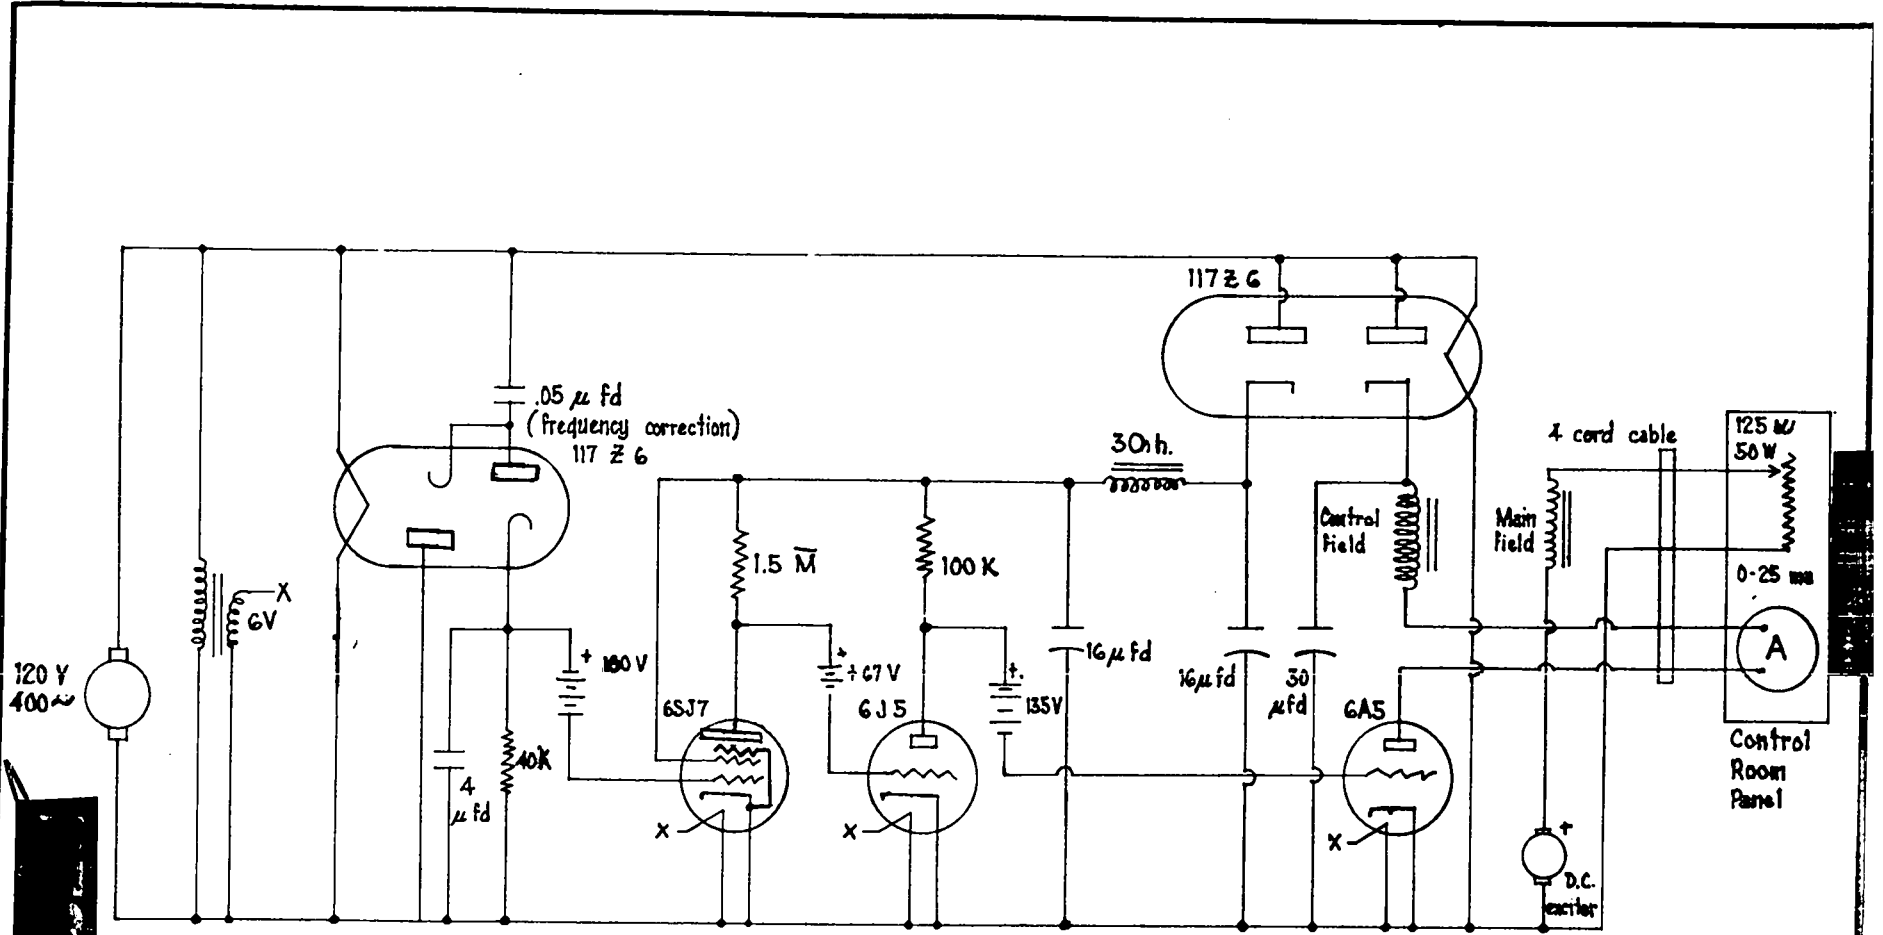 117 Z 6
.05 μ fd
(frequency correction)
117 Z 6
4 cord cable
125 W
50 W
30 h.
Control
field
Main
field
1.5 M̅
100 K
0-25 ma
X
6V
120 V
400~
+ 180 V
+
÷ 67 V
+
135V
16 μ fd
16 μ fd
30
μfd
A
6SJ7
6J5
6A5
Control
Room
Panel
40K
4
μ fd
X
X
X
+
D.C.
exciter